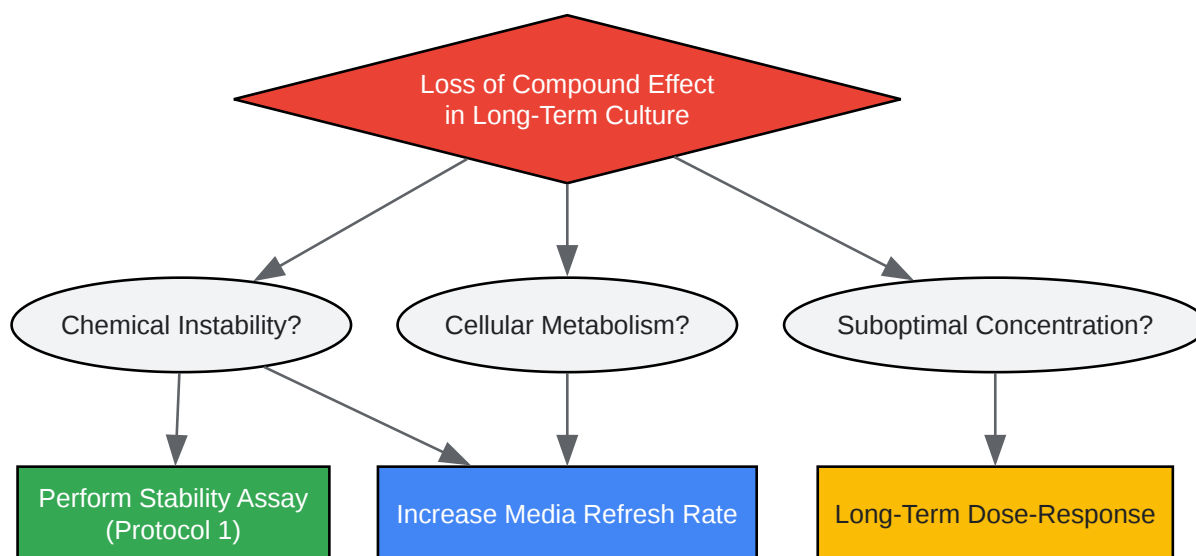 Loss of Compound Effect
in Long-Term Culture
Chemical Instability?
Cellular Metabolism?
Suboptimal Concentration?
Perform Stability Assay
(Protocol 1)
Increase Media Refresh Rate
Long-Term Dose-Response